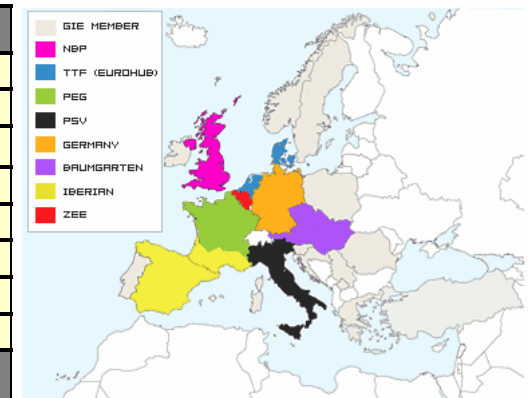 GIE MEMBER
NBP
TTF (EUROHUB)
PEG
PSV
GERMANY
BAUMGARTEN
IBERIAN
ZEE